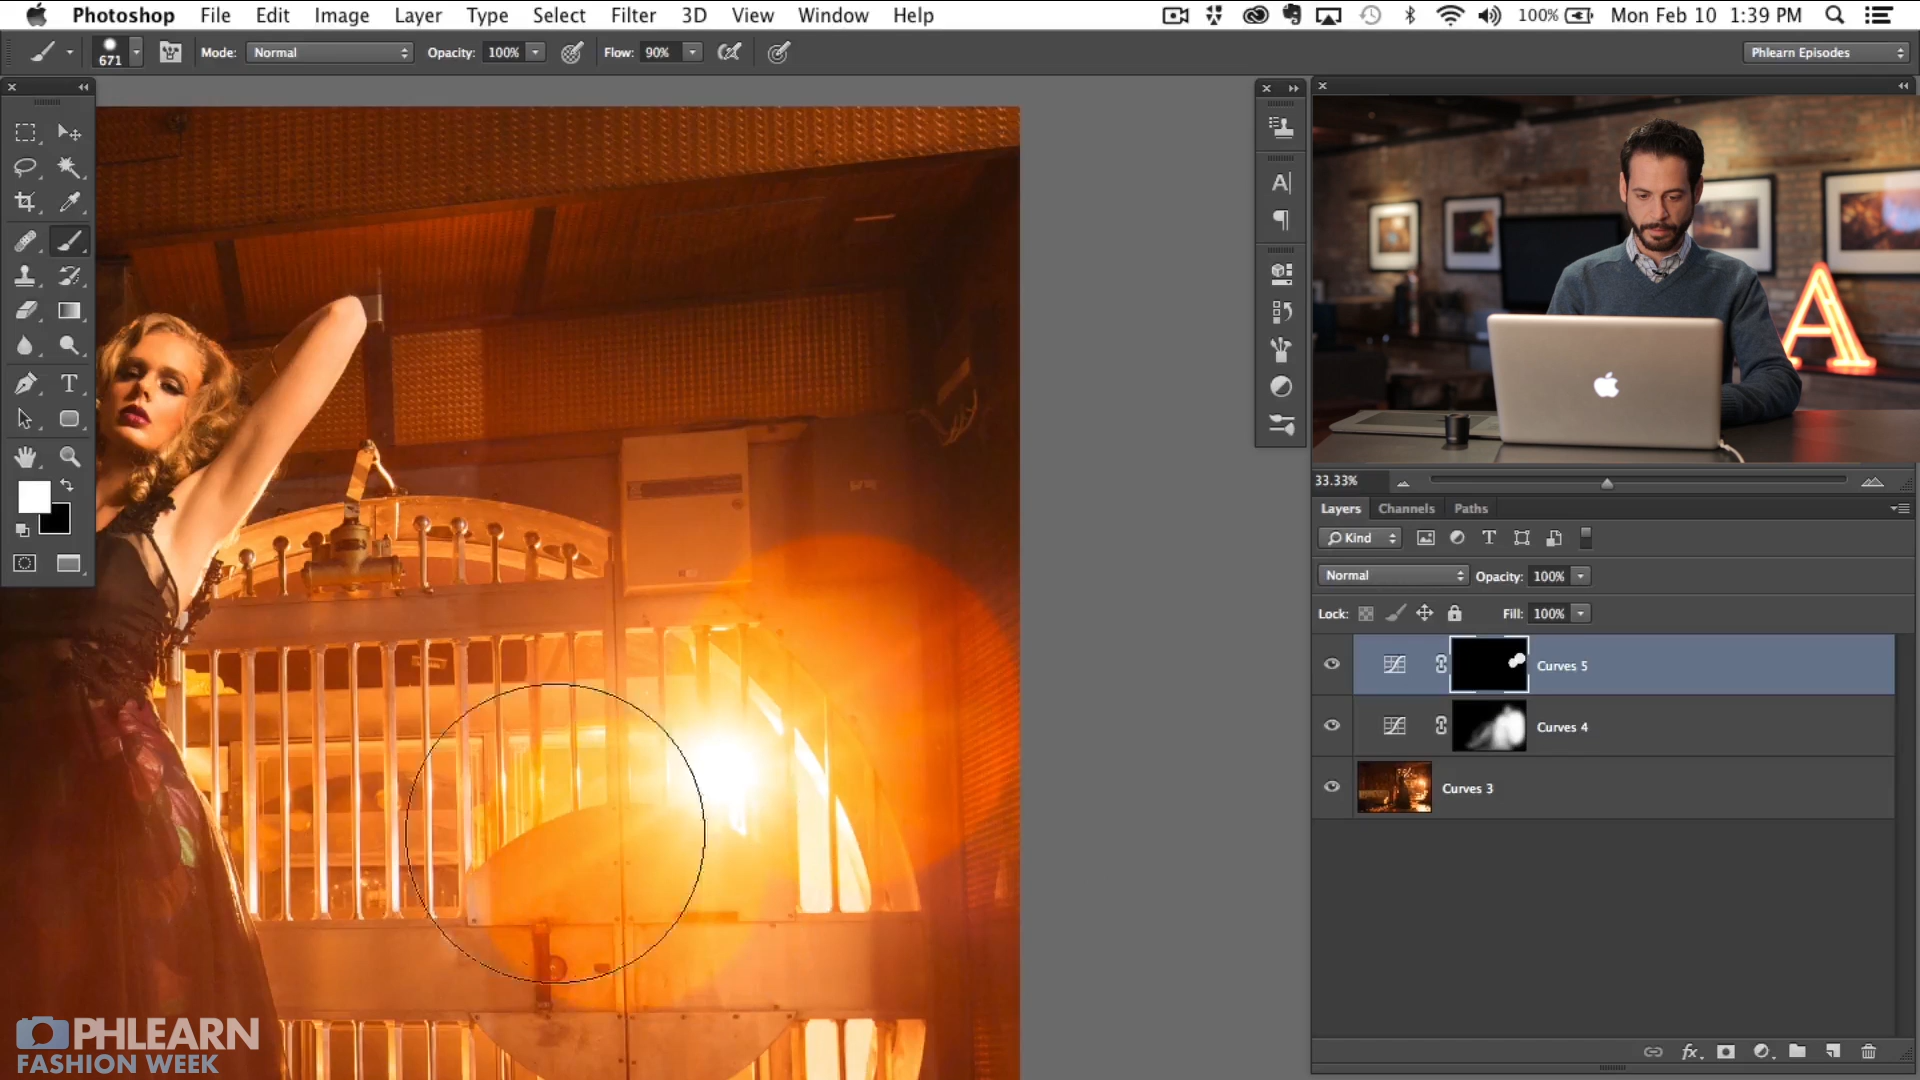 Photoshop File Edit Image Layer Type Select Filter 3D View Window Help 100% Mon Feb 10 1:39 PM
671 Mode: Normal Opacity: 100% Flow: 90% Phlearn Episodes
A
33.33%
Layers Channels Paths
Kind
Normal Opacity: 100%
Lock: Fill: 100%
Curves 5
Curves 4
Curves 3
fx
PHLEARN
FASHION WEEK